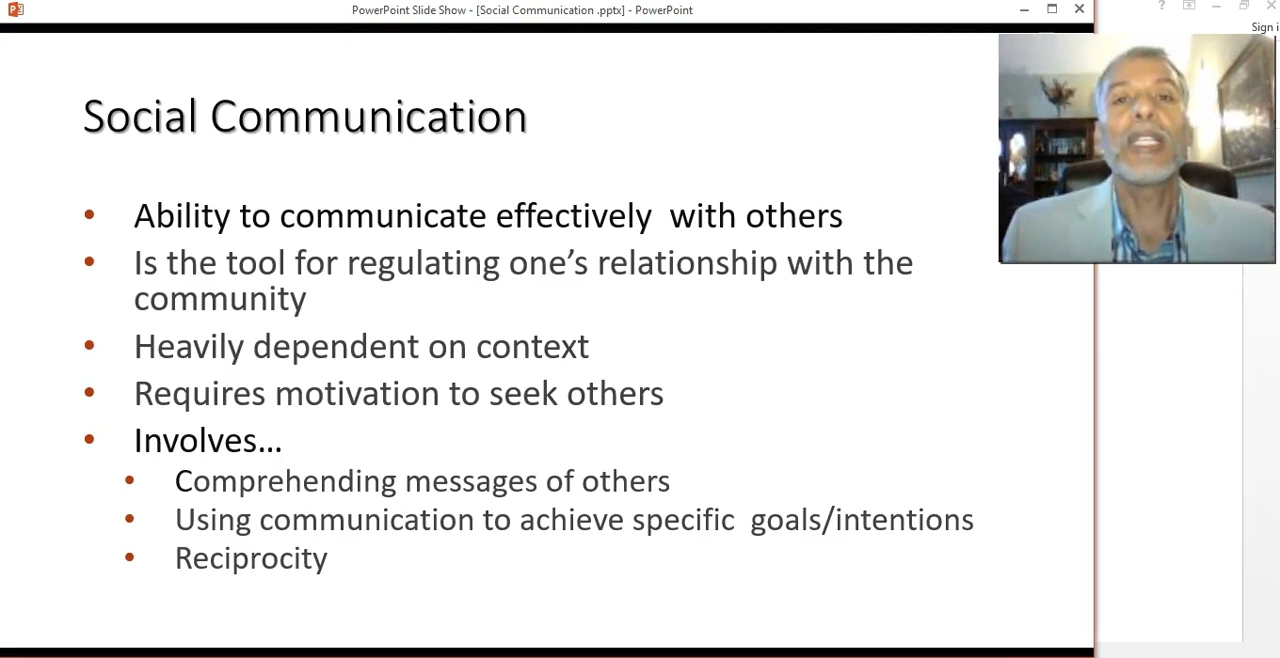 PowerPoint Slide Show - [Social Communication .pptx] - PowerPoint
Sign i
Social Communication
• Ability to communicate effectively  with others
• Is the tool for regulating one’s relationship with the
community
• Heavily dependent on context
• Requires motivation to seek others
• Involves…
• Comprehending messages of others
• Using communication to achieve specific  goals/intentions
• Reciprocity